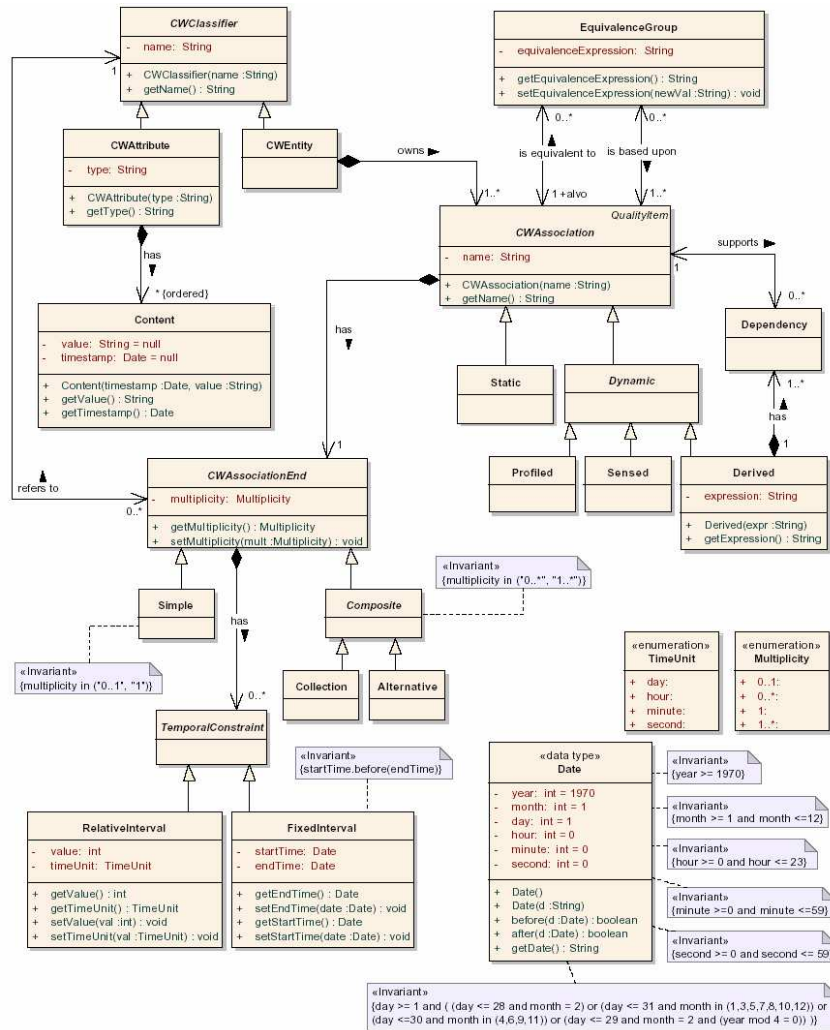 CWClassifier
- name: String
+ CWClassifier(name :String)
+ getName() : String
EquivalenceGroup
- equivalenceExpression: String
+ getEquivalenceExpression() : String
+ setEquivalenceExpression(newVal :String) : void
1
0..*
0..*
CWAttribute
- type: String
+ CWAttribute(type :String)
+ getType() : String
CWEntity
owns
is equivalent to
is based upon
1..*
1 +alvo
1..*
QualityItem
CWAssociation
- name: String
+ CWAssociation(name :String)
+ getName() : String
supports
1
0..*
has
* {ordered}
Content
- value: String = null
- timestamp: Date = null
+ Content(timestamp :Date, value :String)
+ getValue() : String
+ getTimestamp() : Date
has
1
Dependency
1..*
has
1
Static
Dynamic
Profiled
Sensed
Derived
- expression: String
+ Derived(expr :String)
+ getExpression() : String
refers to
0..*
CWAssociationEnd
- multiplicity: Multiplicity
+ getMultiplicity() : Multiplicity
+ setMultiplicity(mult :Multiplicity) : void
«Invariant»
{multiplicity in ("0..*", "1..*")}
Simple
has
0..*
Composite
«Invariant»
{multiplicity in ("0..1", "1")}
Collection
Alternative
«enumeration»
TimeUnit
+ day:
+ hour:
+ minute:
+ second:
«enumeration»
Multiplicity
+ 0..1:
+ 0..*:
+ 1:
+ 1..*:
TemporalConstraint
«Invariant»
{startTime.before(endTime)}
RelativeInterval
- value: int
- timeUnit: TimeUnit
+ getValue() : int
+ getTimeUnit() : TimeUnit
+ setValue(val :int) : void
+ setTimeUnit(val :TimeUnit) : void
FixedInterval
- startTime: Date
- endTime: Date
+ getEndTime() : Date
+ setEndTime(date :Date) : void
+ getStartTime() : Date
+ setStartTime(date :Date) : void
«data type»
Date
- year: int = 1970
- month: int = 1
- day: int = 1
- hour: int = 0
- minute: int = 0
- second: int = 0
+ Date()
+ Date(d :String)
+ before(d :Date) : boolean
+ after(d :Date) : boolean
+ getDate() : String
«Invariant»
{year >= 1970}
«Invariant»
{month >= 1 and month <=12}
«Invariant»
{hour >= 0 and hour <= 23}
«Invariant»
{minute >=0 and minute <=59}
«Invariant»
{second >= 0 and second <= 59}
«Invariant»
{day >= 1 and ( (day <= 28 and month = 2) or (day <= 31 and month in (1,3,5,7,8,10,12)) or
(day <=30 and month in (4,6,9,11)) or (day <= 29 and month = 2 and (year mod 4 = 0)) )}